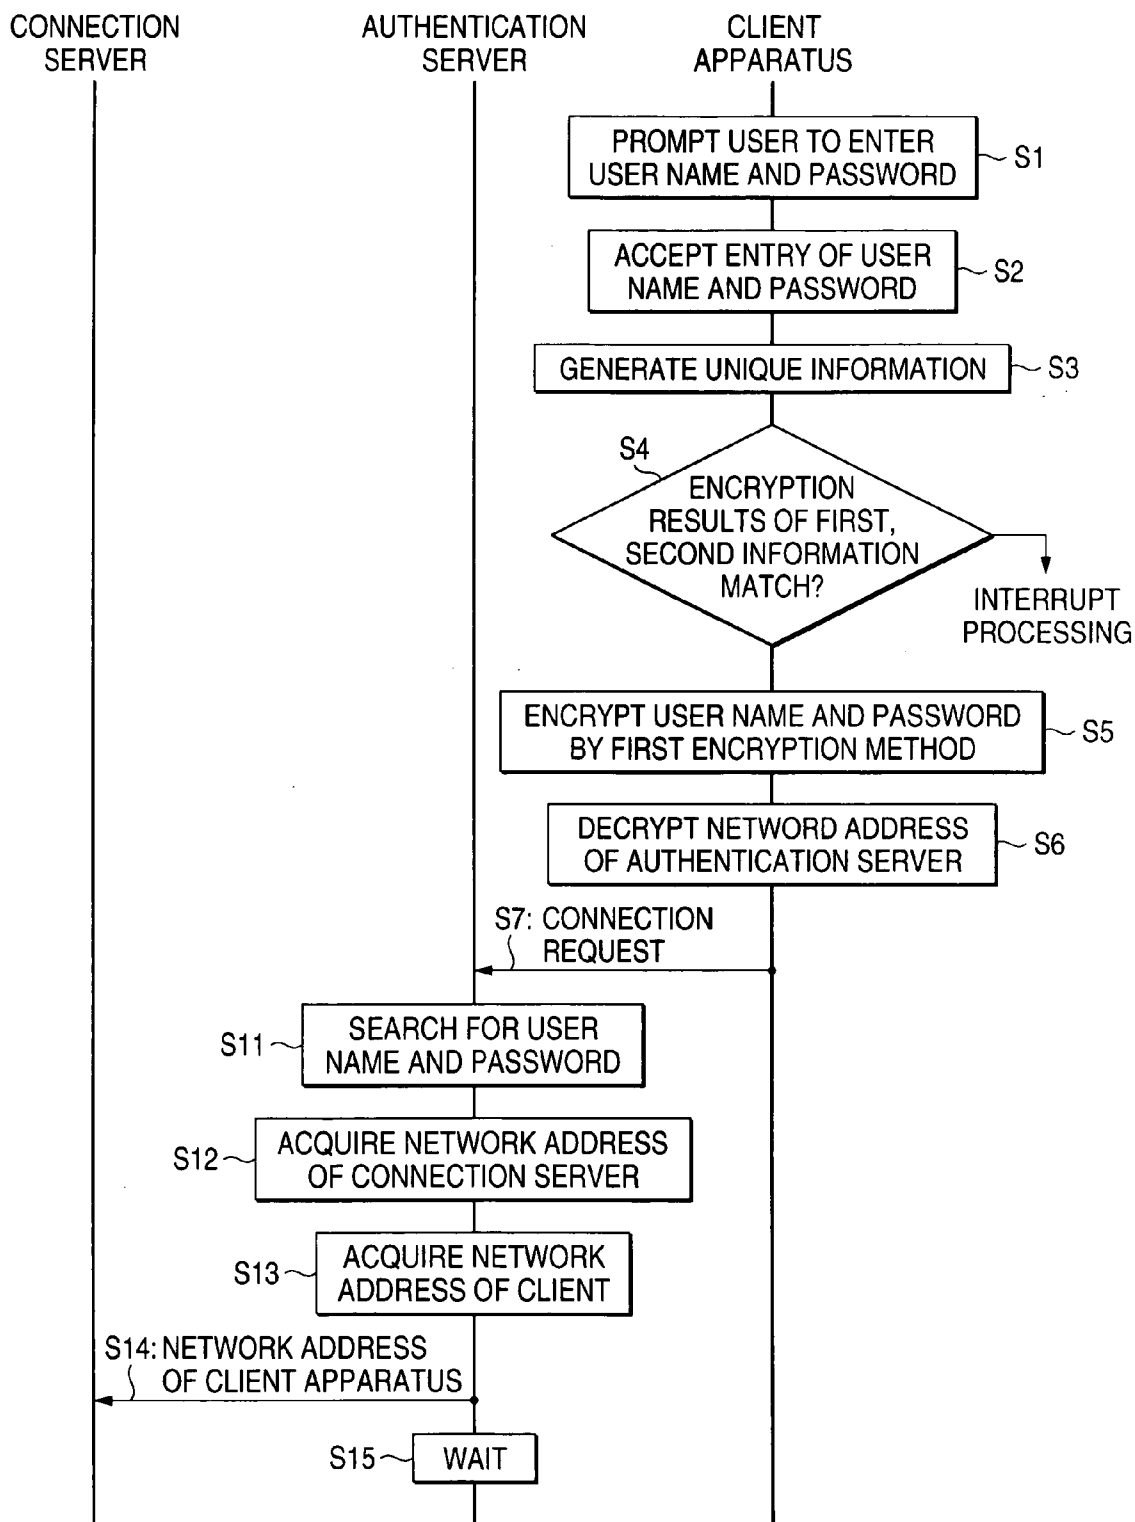 CONNECTION
SERVER
AUTHENTICATION
SERVER
CLIENT
APPARATUS
PROMPT USER TO ENTER
USER NAME AND PASSWORD
S1
ACCEPT ENTRY OF USER
NAME AND PASSWORD
S2
GENERATE UNIQUE INFORMATION
S3
S4
ENCRYPTION
RESULTS OF FIRST,
SECOND INFORMATION
MATCH?
INTERRUPT
PROCESSING
ENCRYPT USER NAME AND PASSWORD
BY FIRST ENCRYPTION METHOD
S5
DECRYPT NETWORD ADDRESS
OF AUTHENTICATION SERVER
S6
S7: CONNECTION
REQUEST
S11
SEARCH FOR USER
NAME AND PASSWORD
S12
ACQUIRE NETWORK ADDRESS
OF CONNECTION SERVER
S13
ACQUIRE NETWORK
ADDRESS OF CLIENT
S14: NETWORK ADDRESS
OF CLIENT APPARATUS
S15
WAIT